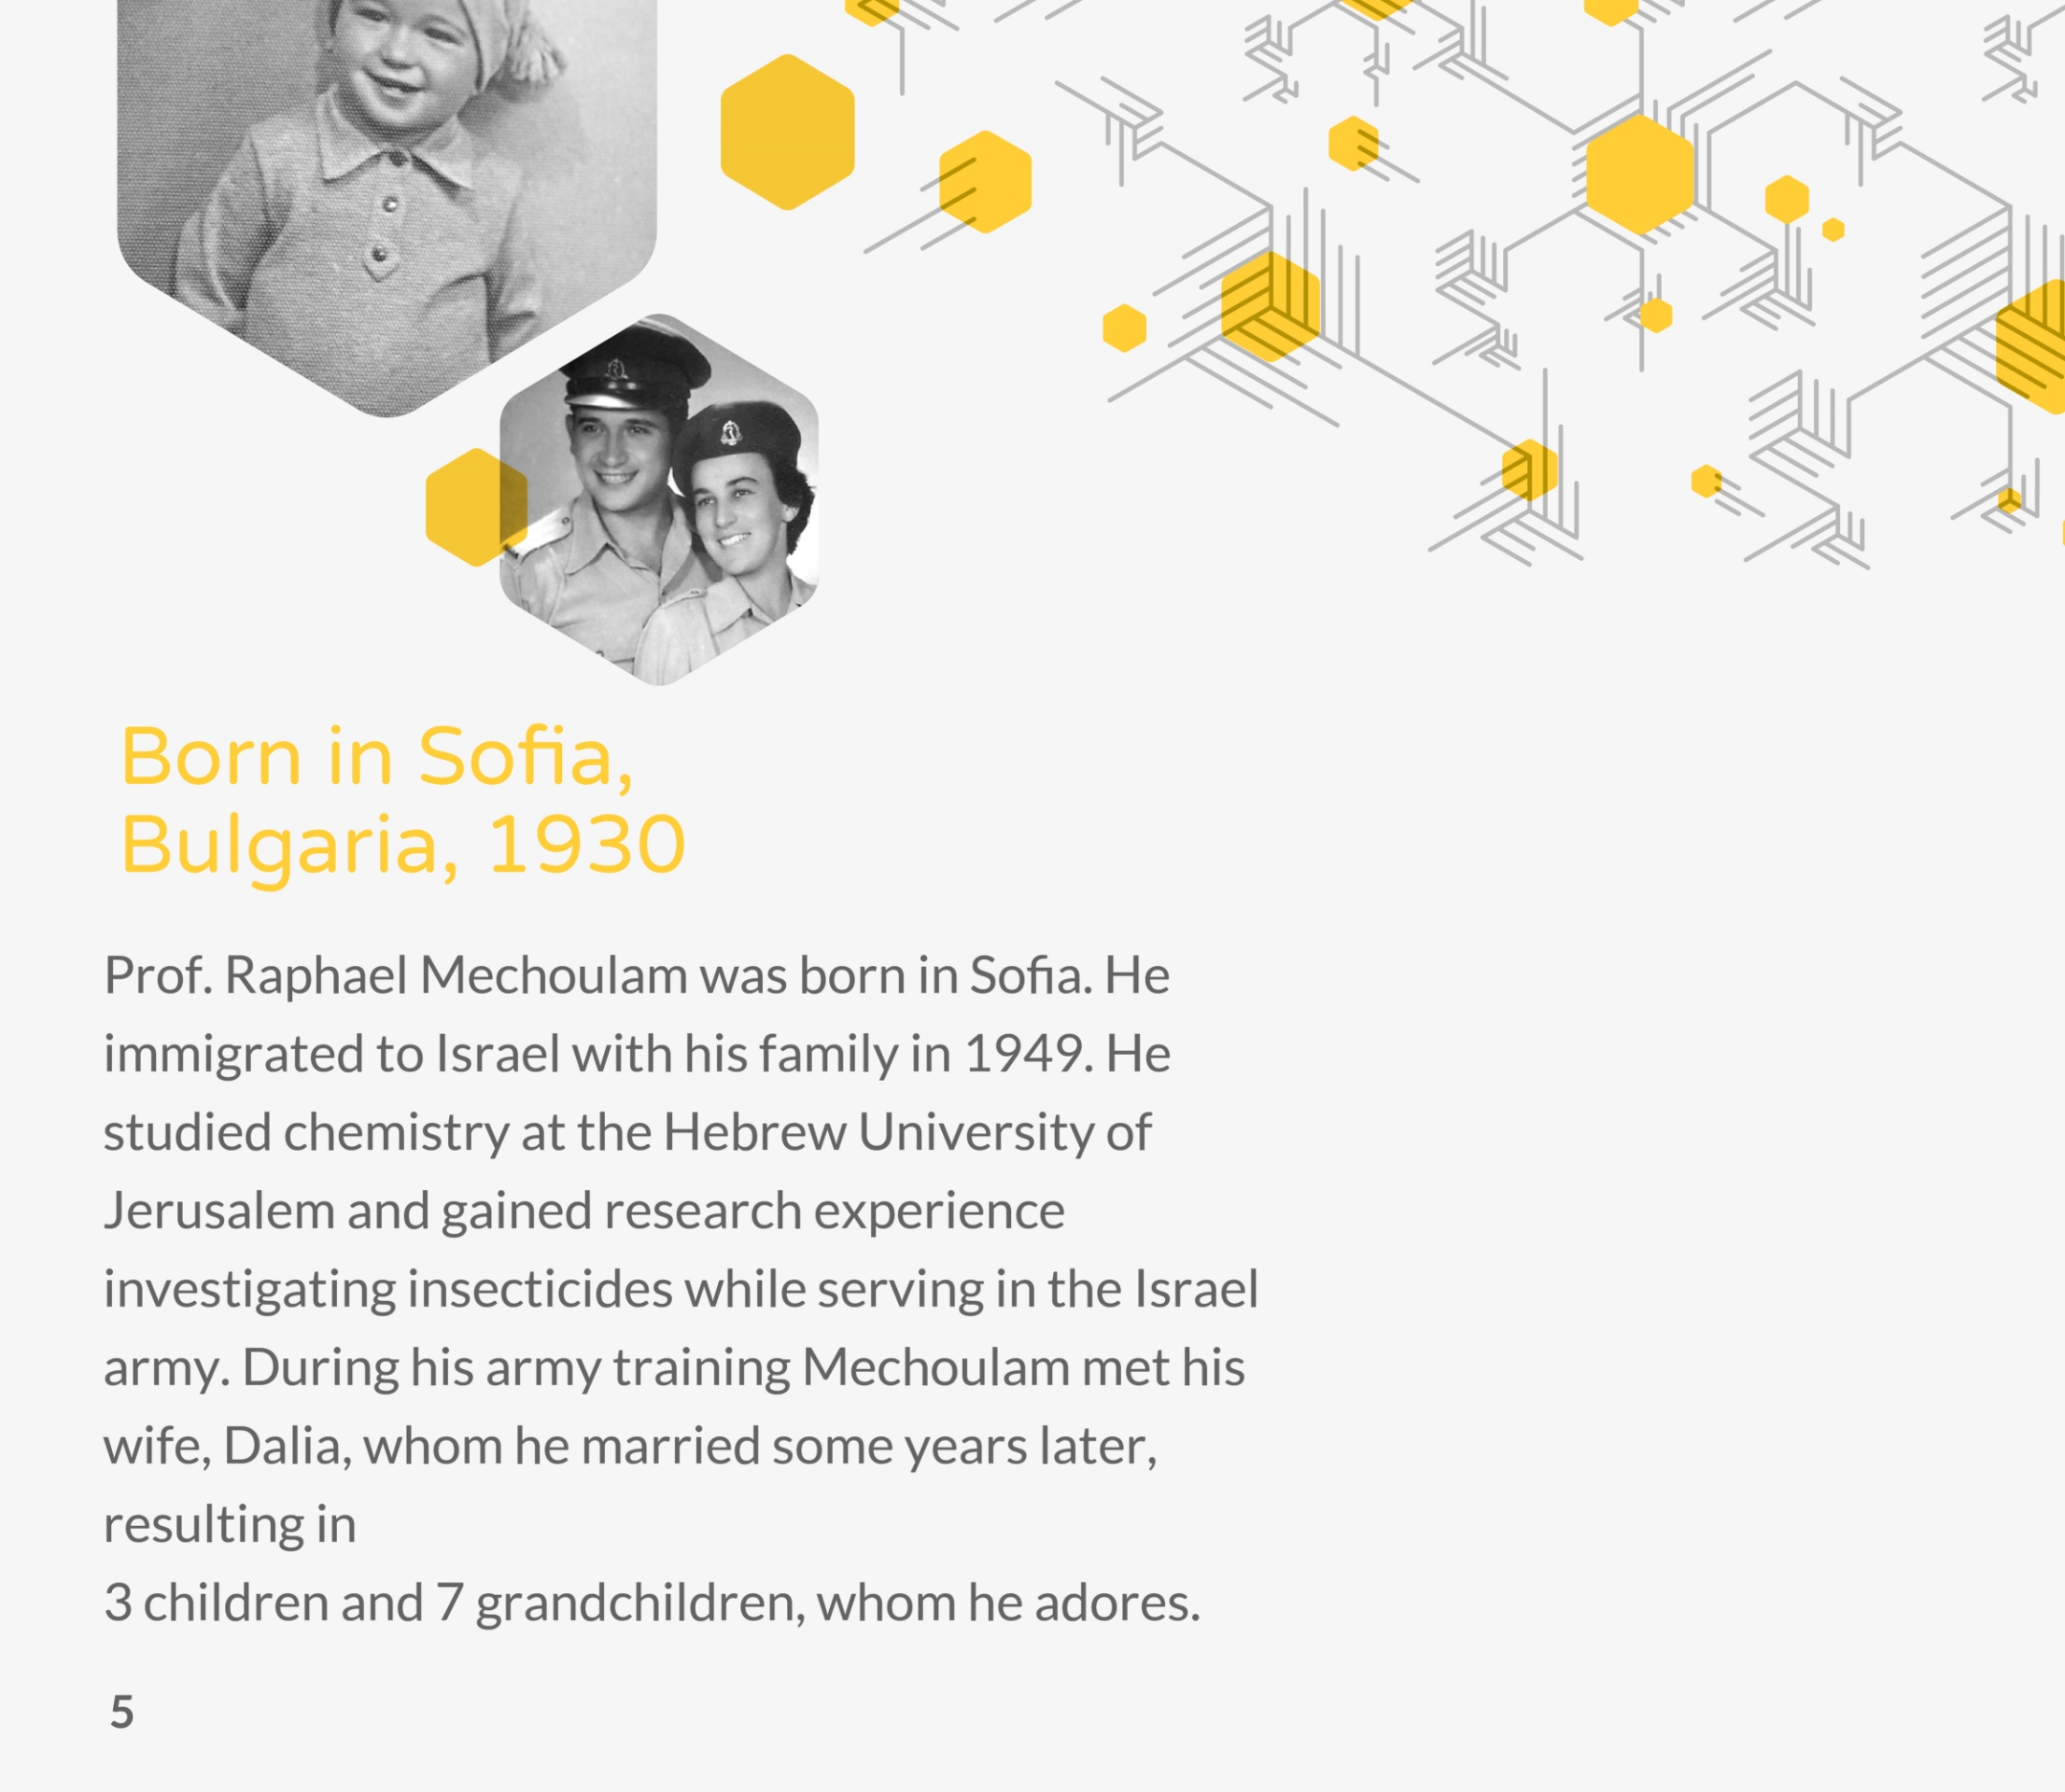 Born in Sofia,
Bulgaria, 1930
Prof. Raphael Mechoulam was born in Sofia. He
immigrated to Israel with his family in 1949. He
studied chemistry at the Hebrew University of
Jerusalem and gained research experience
investigating insecticides while serving in the Israel
army. During his army training Mechoulam met his
wife, Dalia, whom he married some years later,
resulting in
3 children and 7 grandchildren, whom he adores.
5